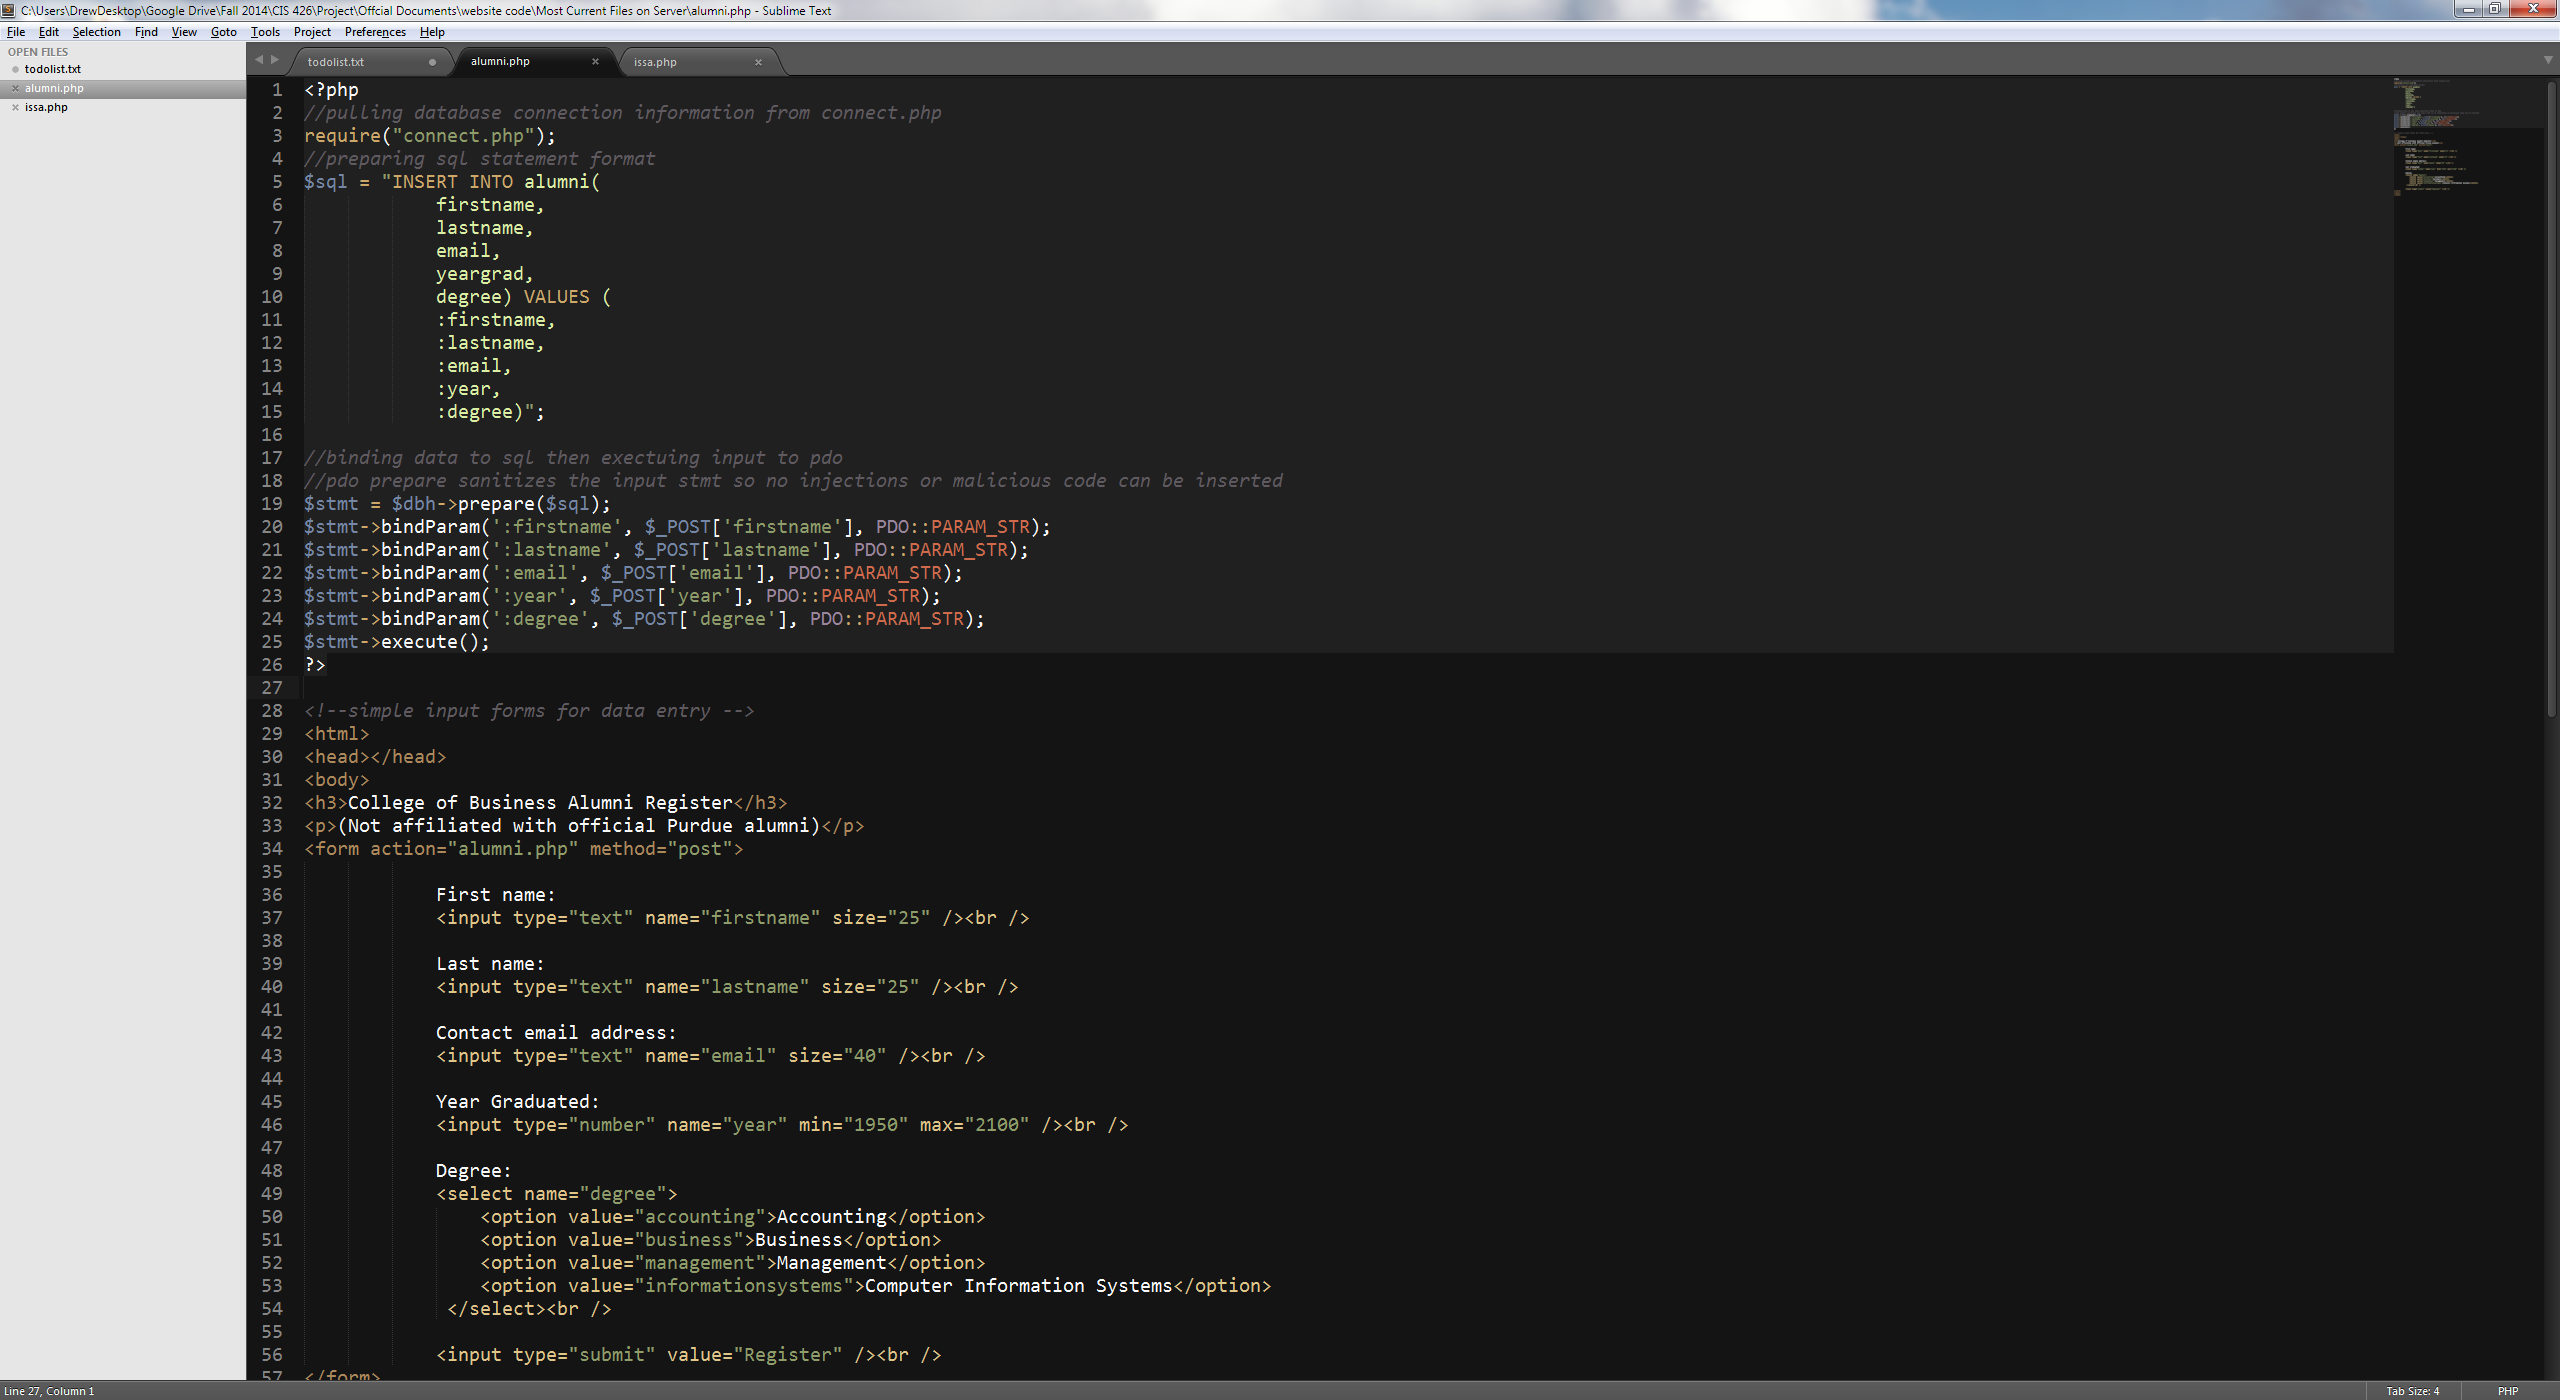 C:\Users\DrewDesktop\Google Drive\Fall 2014\CIS 426\Project\Offcial Documents\website code\Most Current Files on Server\alumni.php - Sublime Text
File Edit Selection Find View Goto Tools Project Preferences Help
OPEN FILES
todolist.txt
alumni.php
issa.php
todolist.txt alumni.php issa.php
1 <?php
2 //pulling database connection information from connect.php
3 require("connect.php");
4 //preparing sql statement format
5 $sql = "INSERT INTO alumni(
6 firstname,
7 lastname,
8 email,
9 yeargrad,
10 degree) VALUES (
11 :firstname,
12 :lastname,
13 :email,
14 :year,
15 :degree)";
16
17 //binding data to sql then exectuing input to pdo
18 //pdo prepare sanitizes the input stmt so no injections or malicious code can be inserted
19 $stmt = $dbh->prepare($sql);
20 $stmt->bindParam(':firstname', $_POST['firstname'], PDO::PARAM_STR);
21 $stmt->bindParam(':lastname', $_POST['lastname'], PDO::PARAM_STR);
22 $stmt->bindParam(':email', $_POST['email'], PDO::PARAM_STR);
23 $stmt->bindParam(':year', $_POST['year'], PDO::PARAM_STR);
24 $stmt->bindParam(':degree', $_POST['degree'], PDO::PARAM_STR);
25 $stmt->execute();
26 ?>
27
28 <!--simple input forms for data entry -->
29 <html>
30 <head></head>
31 <body>
32 <h3>College of Business Alumni Register</h3>
33 <p>(Not affiliated with official Purdue alumni)</p>
34 <form action="alumni.php" method="post">
35
36 First name:
37 <input type="text" name="firstname" size="25" /><br />
38
39 Last name:
40 <input type="text" name="lastname" size="25" /><br />
41
42 Contact email address:
43 <input type="text" name="email" size="40" /><br />
44
45 Year Graduated:
46 <input type="number" name="year" min="1950" max="2100" /><br />
47
48 Degree:
49 <select name="degree">
50 <option value="accounting">Accounting</option>
51 <option value="business">Business</option>
52 <option value="management">Management</option>
53 <option value="informationsystems">Computer Information Systems</option>
54 </select><br />
55
56 <input type="submit" value="Register" /><br />
57 </form>
Line 27, Column 1 Tab Size: 4 PHP